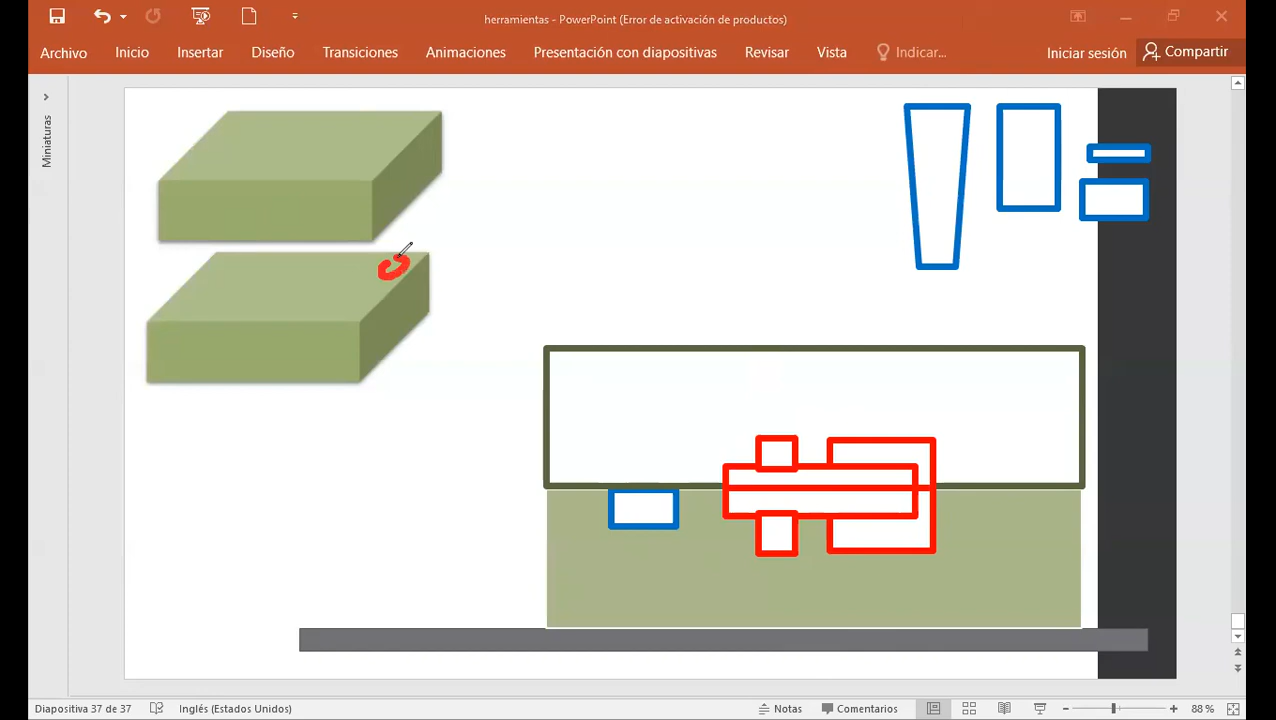 herramientas - PowerPoint (Error de activación de productos)
Archivo Inicio Insertar Diseño Transiciones Animaciones Presentación con diapositivas Revisar Vista Indicar... Iniciar sesión Compartir
Miniaturas
Diapositiva 37 de 37 Inglés (Estados Unidos) Notas Comentarios 88 %